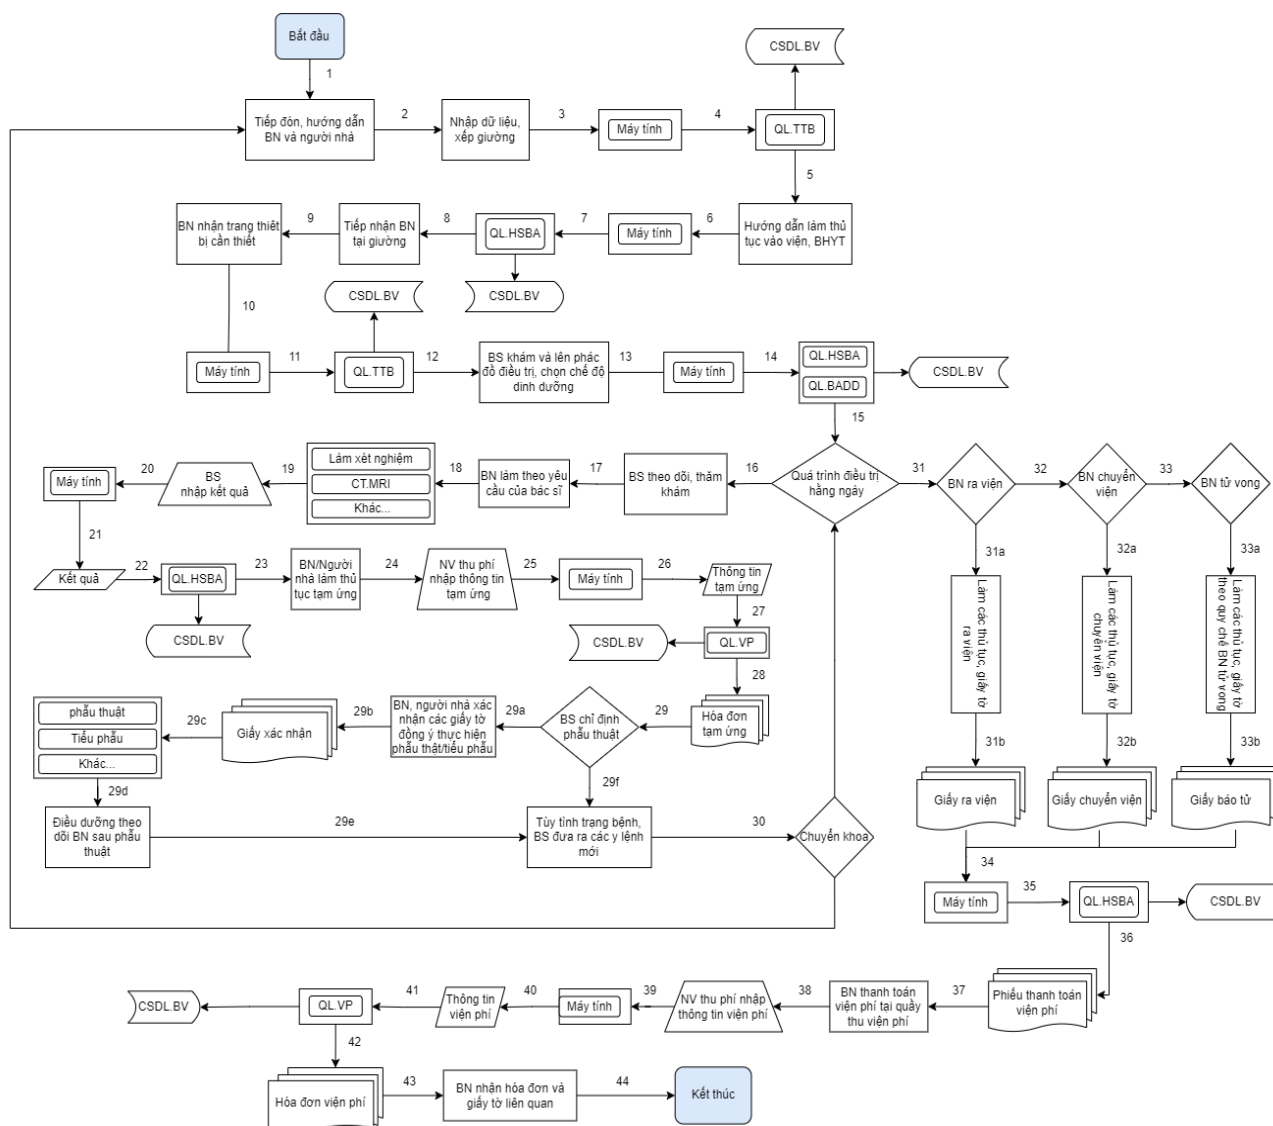 Bắt đầu
CSDL.BV
1
Tiếp đón, hướng dẫn
BN và người nhà
2
Nhập dữ liệu,
xếp giường
3
Máy tính
4
QL.TTB
5
BN nhận trang thiết
bị cần thiết
9
Tiếp nhận BN
tại giường
8
QL.HSBA
7
Máy tính
6
Hướng dẫn làm thủ
tục vào viện, BHYT
CSDL.BV
CSDL.BV
10
Máy tính
11
QL.TTB
12
BS khám và lên phác
đồ điều trị, chọn chế độ
dinh dưỡng
13
Máy tính
14
QL.HSBA
QL.BADD
CSDL.BV
15
Máy tính
20
BS
nhập kết quả
19
Làm xét nghiệm
CT.MRI
Khác...
18
BN làm theo yêu
cầu của bác sĩ
17
BS theo dõi, thăm
khám
16
Quá trình điều trị
hằng ngày
31
BN ra viện
32
BN chuyển
viện
33
BN tử vong
21
31a
32a
33a
Kết quả
22
QL.HSBA
23
BN/Người
nhà làm thủ
tục tạm ứng
24
NV thu phí
nhập thông tin
tạm ứng
25
Máy tính
26
Thông tin
tạm ứng
Làm các thủ tục, giấy tờ
ra viện
Làm các thủ tục, giấy tờ
chuyển viện
Làm các thủ tục, giấy tờ
theo quy chế BN tử vong
27
CSDL.BV
CSDL.BV
QL.VP
28
phẫu thuật
Tiểu phẫu
Khác...
29c
Giấy xác nhận
29b
BN, người nhà xác
nhận các giấy tờ
đồng ý thực hiện
phẫu thật/tiểu phẫu
29a
BS chỉ định
phẫu thuật
29
Hóa đơn
tạm ứng
31b
32b
33b
29d
29f
Giấy ra viện
Giấy chuyển viện
Giấy báo tử
Điều dưỡng theo
dõi BN sau phẫu
thuật
29e
Tùy tình trạng bệnh,
BS đưa ra các y lệnh
mới
30
Chuyển khoa
34
Máy tính
35
QL.HSBA
CSDL.BV
36
CSDL.BV
QL.VP
41
Thông tin
viện phí
40
Máy tính
39
NV thu phí nhập
thông tin viện phí
38
BN thanh toán
viện phí tại quầy
thu viện phí
37
Phiếu thanh toán
viện phí
42
Hóa đơn viện phí
43
BN nhận hóa đơn và
giấy tờ liên quan
44
Kết thúc